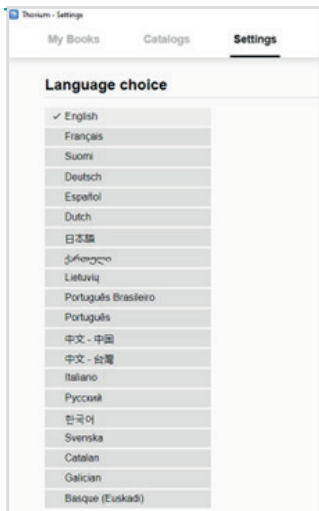 Thorium - Settings
My Books Catalogs Settings
Language choice
✓ English
Français
Suomi
Deutsch
Español
Dutch
日本語
ქართული
Lietuvių
Português Brasileiro
Português
中文 - 中国
中文 - 台灣
Italiano
Русский
한국어
Svenska
Catalan
Galician
Basque (Euskadi)